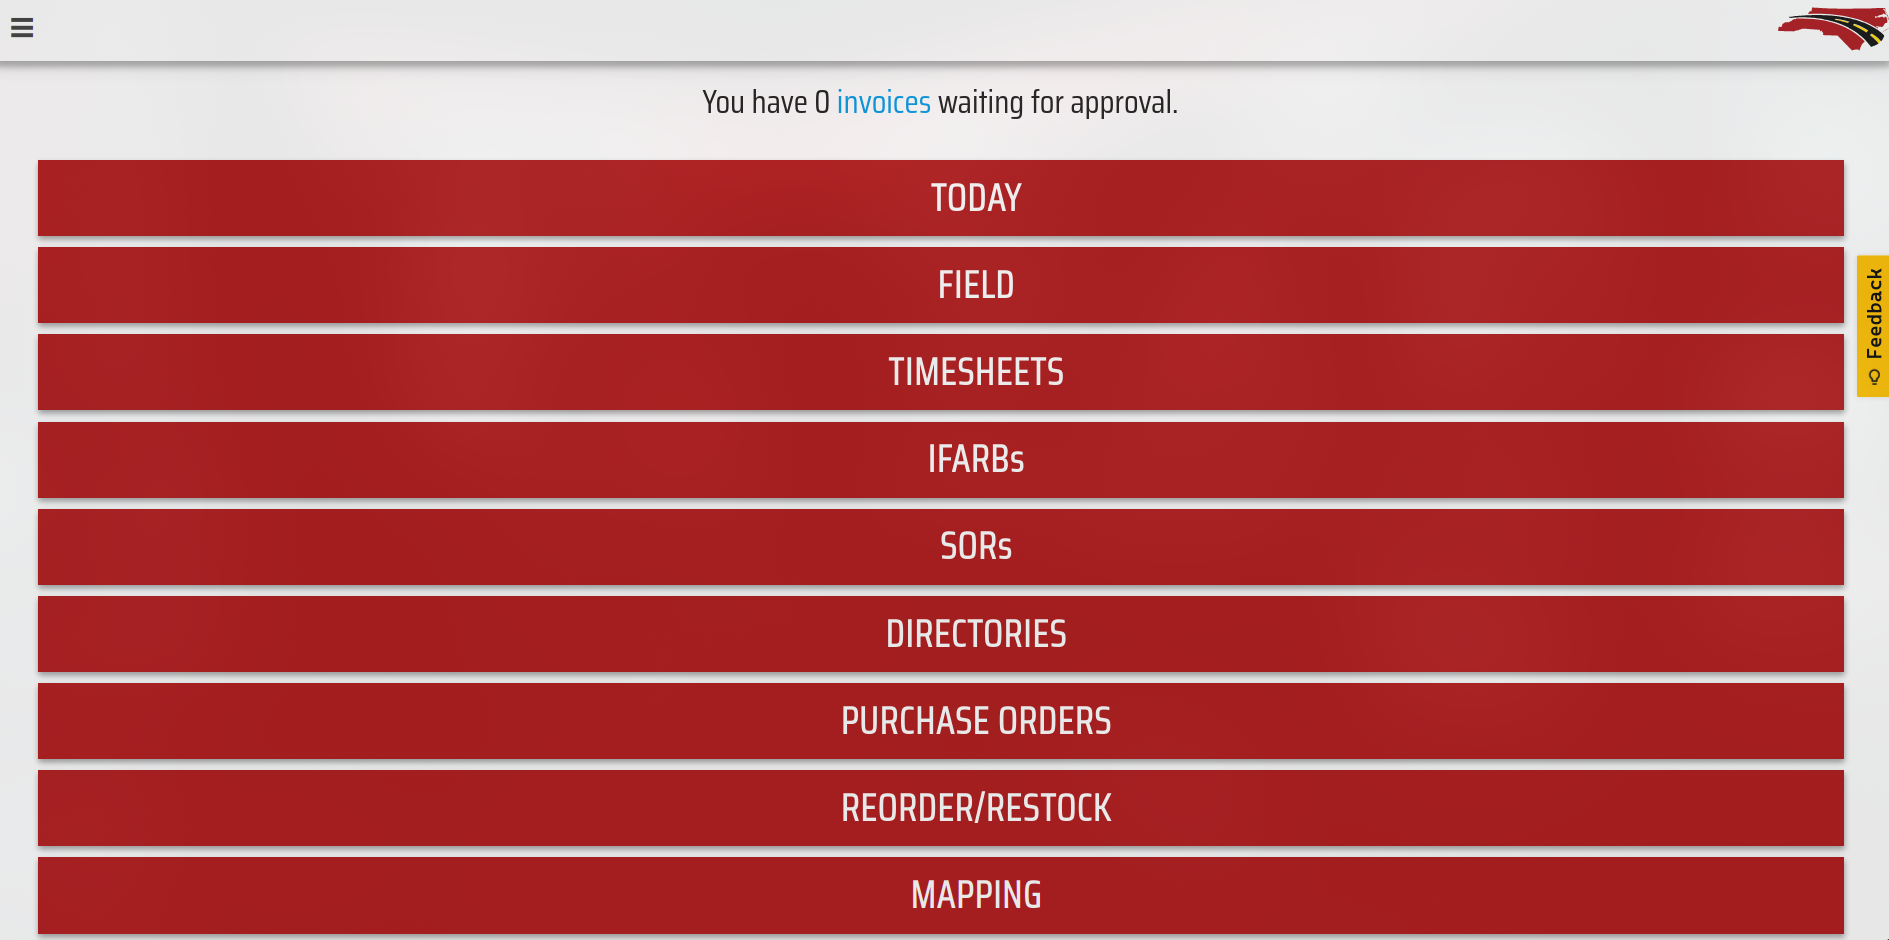 You have 0 invoices waiting for approval.
TODAY
FIELD
Feedback
TIMESHEETS
IFARBs
SORs
DIRECTORIES
PURCHASE ORDERS
REORDER/RESTOCK
MAPPING